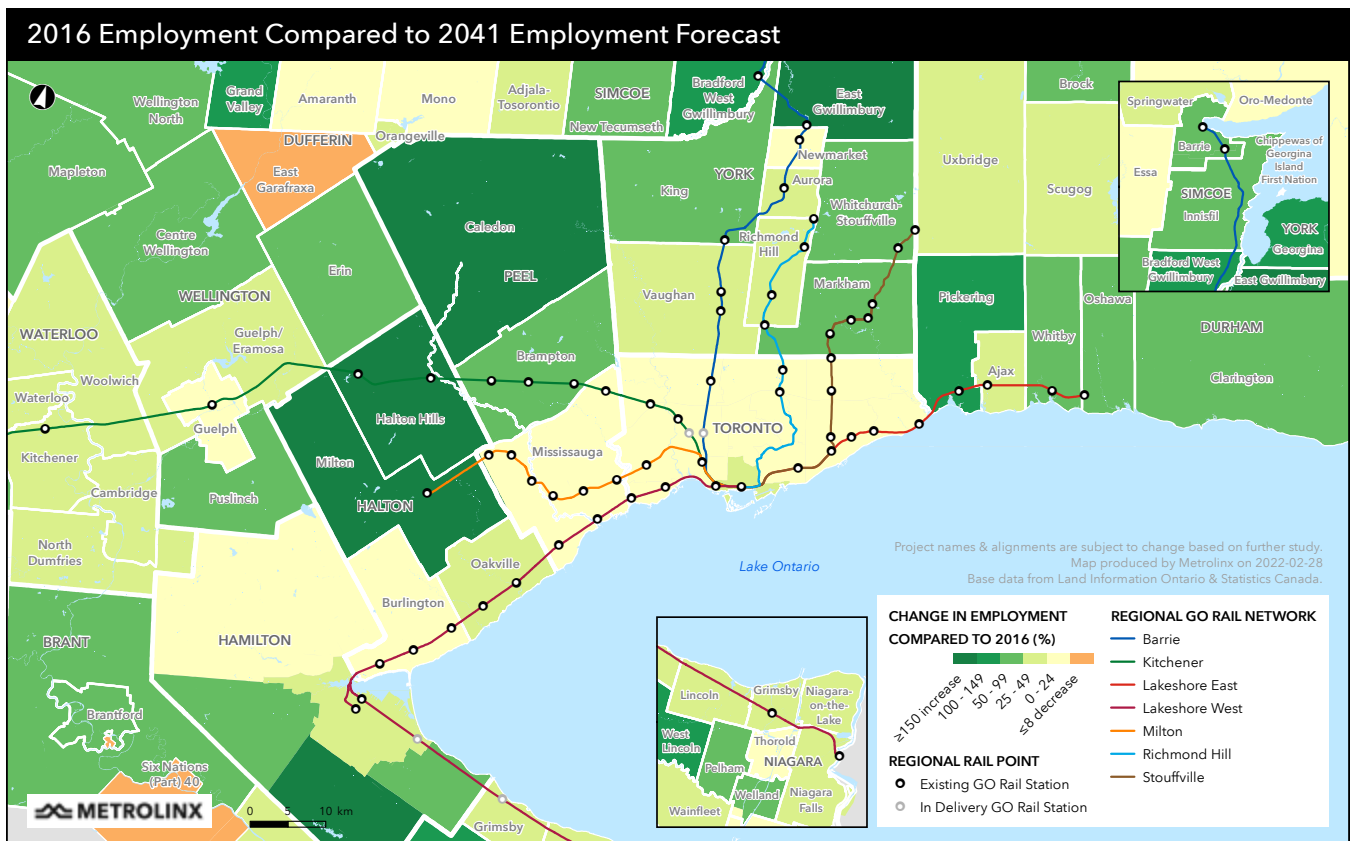 2016 Employment Compared to 2041 Employment Forecast
Wellington
North
Grand
Valley
Amaranth
Mono
Adjala-
Tosorontio
SIMCOE
New Tecumseth
Bradford
West
Gwillimbury
East
Gwillimbury
Brock
Mapleton
DUFFERIN
Orangeville
East
Garafraxa
Newmarket
YORK
King
Aurora
Whitchurch-
Stouffville
Uxbridge
Scugog
Centre
Wellington
Caledon
Richmond
Hill
Erin
PEEL
Vaughan
Markham
Pickering
Oshawa
WELLINGTON
WATERLOO
Guelph/
Eramosa
Brampton
Whitby
DURHAM
Woolwich
Ajax
Clarington
Waterloo
Guelph
Halton Hills
TORONTO
Kitchener
Milton
Mississauga
Cambridge
Puslinch
HALTON
North
Dumfries
Oakville
Burlington
Lake Ontario
BRANT
HAMILTON
Brantford
Six Nations
(Part) 40
Grimsby
METROLINX
0 5 10 km
Springwater
Oro-Medonte
Barrie
Chippewas of
Georgina
Island
First Nation
Essa
SIMCOE
Innisfil
YORK
Georgina
Bradford West
Gwillimbury
East Gwillimbury
Project names & alignments are subject to change based on further study.
Map produced by Metrolinx on 2022-02-28
Base data from Land Information Ontario & Statistics Canada.
Lincoln
Grimsby
Niagara-
on-the-
Lake
West
Lincoln
Thorold
Pelham
NIAGARA
Welland
Niagara
Falls
Wainfleet
CHANGE IN EMPLOYMENT
COMPARED TO 2016 (%)
≥150 increase
100 - 149
50 - 99
25 - 49
0 - 24
≤8 decrease
REGIONAL RAIL POINT
Existing GO Rail Station
In Delivery GO Rail Station
REGIONAL GO RAIL NETWORK
Barrie
Kitchener
Lakeshore East
Lakeshore West
Milton
Richmond Hill
Stouffville